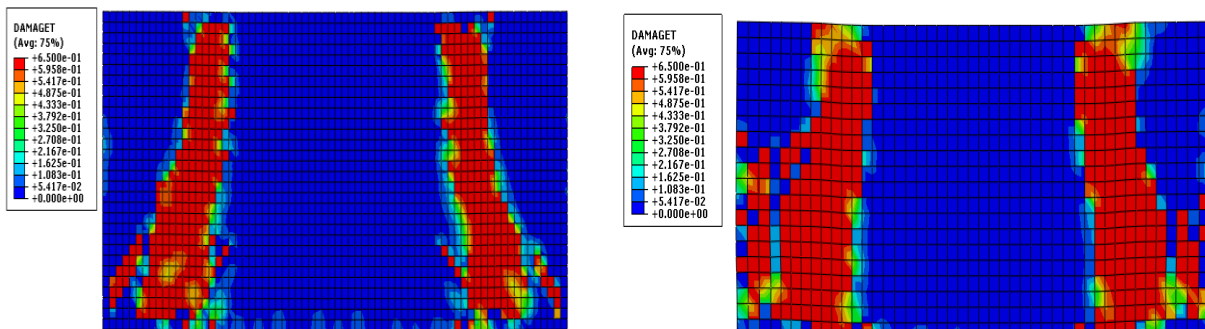 DAMAGET
(Avg: 75%)
+6.500e-01
+5.958e-01
+5.417e-01
+4.875e-01
+4.333e-01
+3.792e-01
+3.250e-01
+2.708e-01
+2.167e-01
+1.625e-01
+1.083e-01
+5.417e-02
+0.000e+00
DAMAGET
(Avg: 75%)
+6.500e-01
+5.958e-01
+5.417e-01
+4.875e-01
+4.333e-01
+3.792e-01
+3.250e-01
+2.708e-01
+2.167e-01
+1.625e-01
+1.083e-01
+5.417e-02
+0.000e+00